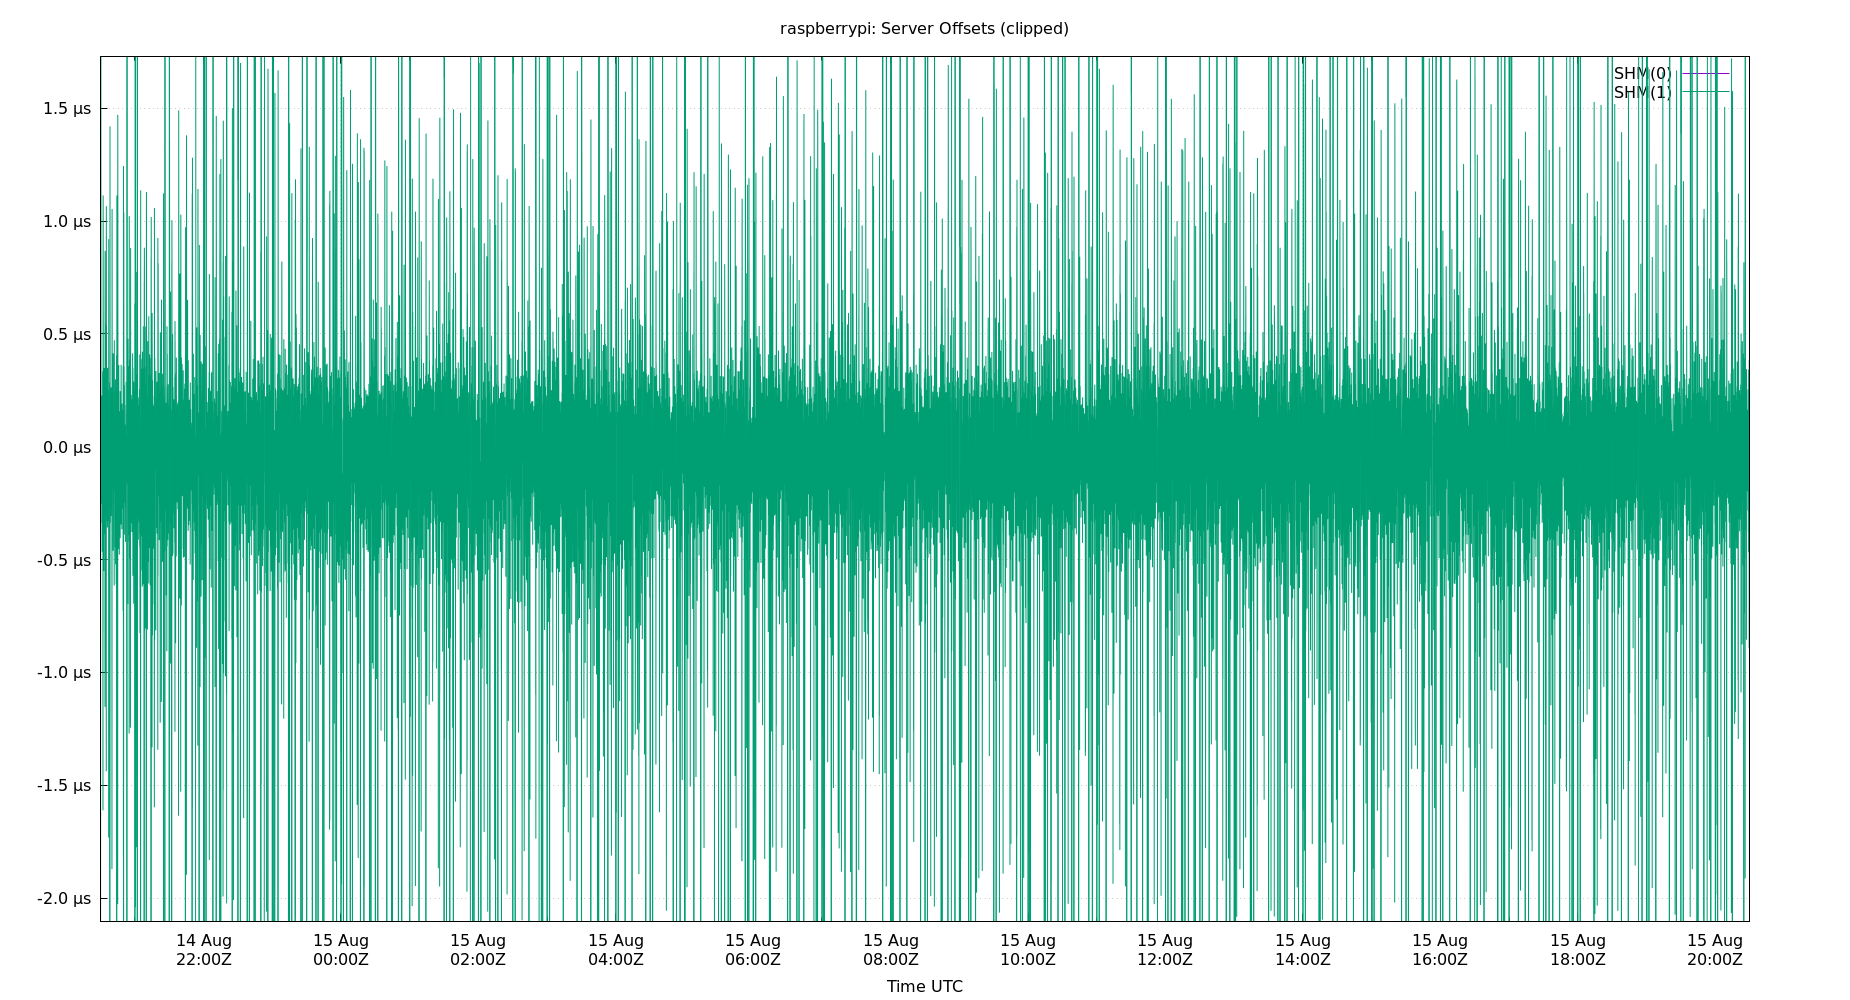 raspberrypi: Server Offsets (clipped)
SHM(0)
SHM(1)
1.5 µs
1.0 µs
0.5 µs
0.0 µs
-0.5 µs
-1.0 µs
-1.5 µs
-2.0 µs
14 Aug 15 Aug 15 Aug 15 Aug 15 Aug 15 Aug 15 Aug 15 Aug 15 Aug 15 Aug 15 Aug 15 Aug
22:00Z 00:00Z 02:00Z 04:00Z 06:00Z 08:00Z 10:00Z 12:00Z 14:00Z 16:00Z 18:00Z 20:00Z
Time UTC